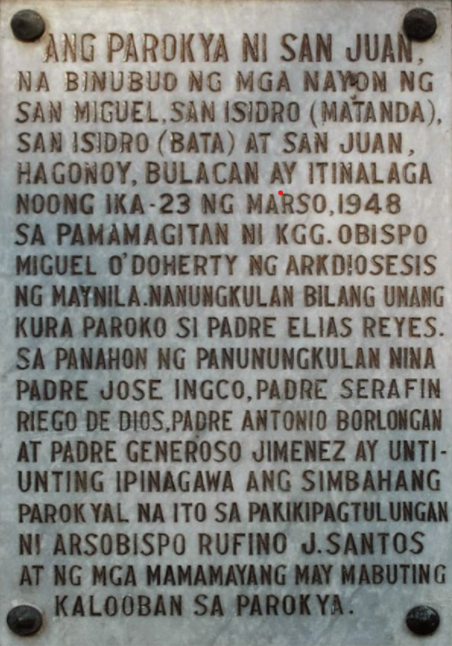 ANG PAROKYA NI SAN JUAN,
NA BINUBUO NG MGA NAYON NG
SAN MIGUEL, SAN ISIDRO (MATANDA),
SAN ISIDRO (BATA) AT SAN JUAN,
HAGONOY, BULACAN AY ITINALAGA
NOONG IKA-23 NG MARSO, 1948
SA PAMAMAGITAN NI KGG. OBISPO
MIGUEL O'DOHERTY NG ARKDIOSESIS
NG MAYNILA. NANUNGKULAN BILANG UNANG
KURA PAROKO SI PADRE ELIAS REYES.
SA PANAHON NG PANUNUNGKULAN NINA
PADRE JOSE INGCO, PADRE SERAFIN
RIEGO DE DIOS, PADRE ANTONIO BORLONGAN
AT PADRE GENEROSO JIMENEZ AY UNTI-
UNTING IPINAGAWA ANG SIMBAHANG
PAROKYAL NA ITO SA PAKIKIPAGTULUNGAN
NI ARSOBISPO RUFINO J. SANTOS
AT NG MGA MAMAMAYANG MAY MABUTING
KALOOBAN SA PAROKYA.